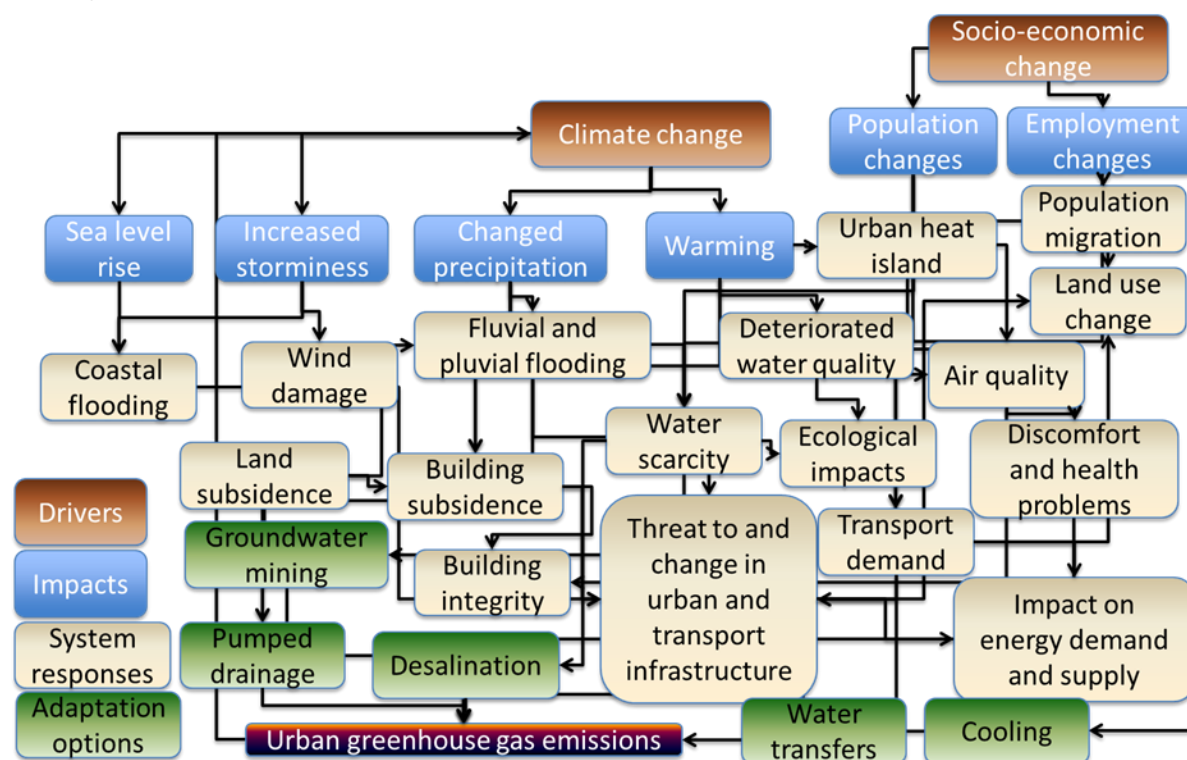 Socio-economic
change
Climate change
Population
changes
Employment
changes
Population
migration
Sea level
rise
Increased
storminess
Changed
precipitation
Warming
Urban heat
island
Land use
change
Coastal
flooding
Wind
damage
Fluvial and
pluvial flooding
Deteriorated
water quality
Air quality
Water
scarcity
Ecological
impacts
Discomfort
and health
problems
Land
subsidence
Building
subsidence
Drivers
Groundwater
mining
Building
integrity
Threat to and
change in
urban and
transport
infrastructure
Transport
demand
Impacts
Impact on
energy demand
and supply
System
responses
Pumped
drainage
Desalination
Adaptation
options
Urban greenhouse gas emissions
Water
transfers
Cooling